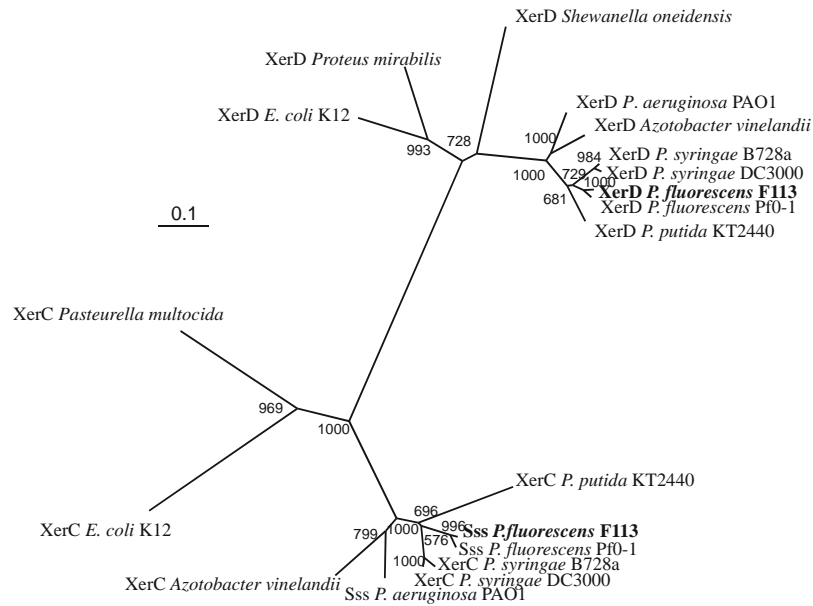 XerD Shewanella oneidensis
XerD Proteus mirabilis
XerD E. coli K12
993
728
XerD P. aeruginosa PAO1
1000
XerD Azotobacter vinelandii
984
XerD P. syringae B728a
1000
729
XerD P. syringae DC3000
1000
XerD P. fluorescens F113
681
XerD P. fluorescens Pf0-1
XerD P. putida KT2440
0.1
XerC Pasteurella multocida
969
1000
XerC E. coli K12
XerC P. putida KT2440
696
1000
996
Sss P.fluorescens F113
799
576
Sss P. fluorescens Pf0-1
1000
XerC P. syringae B728a
XerC P. syringae DC3000
XerC Azotobacter vinelandii
Sss P. aeruginosa PAO1